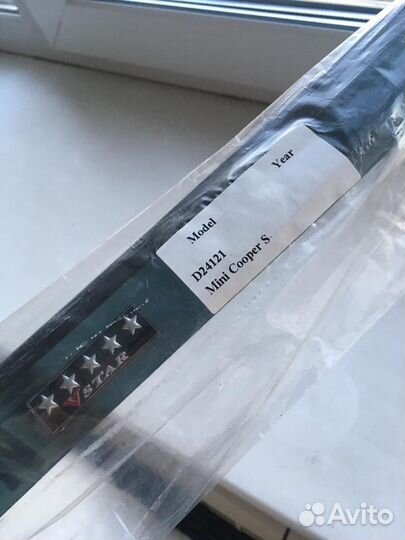 Model Year
D24121
Mini Cooper S
VSTAR
Avito